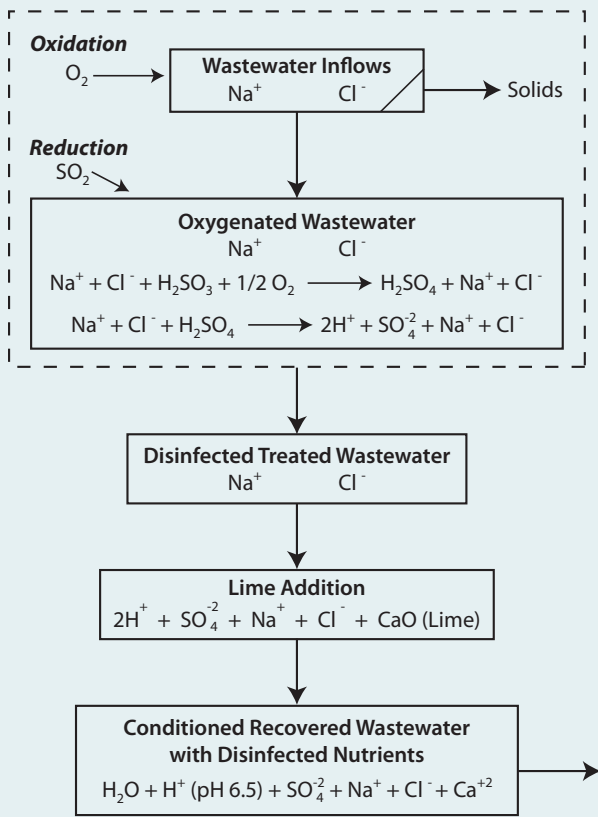 Oxidation
O₂
Wastewater Inflows
Na⁺ Cl⁻
Solids
Reduction
SO₂
Oxygenated Wastewater
Na⁺ Cl⁻
Na⁺ + Cl⁻ + H₂SO₃ + 1/2 O₂ → H₂SO₄ + Na⁺ + Cl⁻
Na⁺ + Cl⁻ + H₂SO₄ → 2H⁺ + SO₄⁻² + Na⁺ + Cl⁻
Disinfected Treated Wastewater
Na⁺ Cl⁻
Lime Addition
2H⁺ + SO₄⁻² + Na⁺ + Cl⁻ + CaO (Lime)
Conditioned Recovered Wastewater
with Disinfected Nutrients
H₂O + H⁺ (pH 6.5) + SO₄⁻² + Na⁺ + Cl⁻ + Ca⁺²